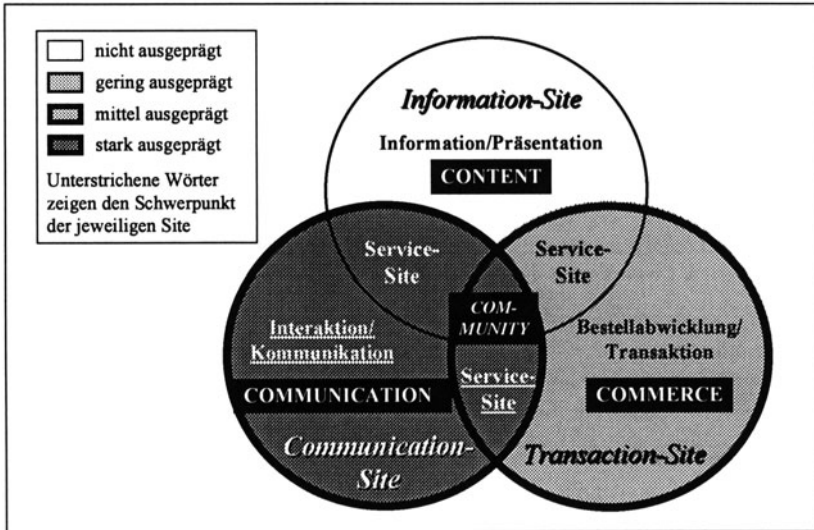 nicht ausgeprägt
gering ausgeprägt
mittel ausgeprägt
stark ausgeprägt
Unterstrichene Wörter
zeigen den Schwerpunkt
der jeweiligen Site
Information-Site
Information/Präsentation
CONTENT
Service-
Site
Service-
Site
COM-
MUNITY
Interaktion/
Kommunikation
COMMUNICATION
Service-
Site
Bestellabwicklung/
Transaktion
COMMERCE
Communication-
Site
Transaction-Site